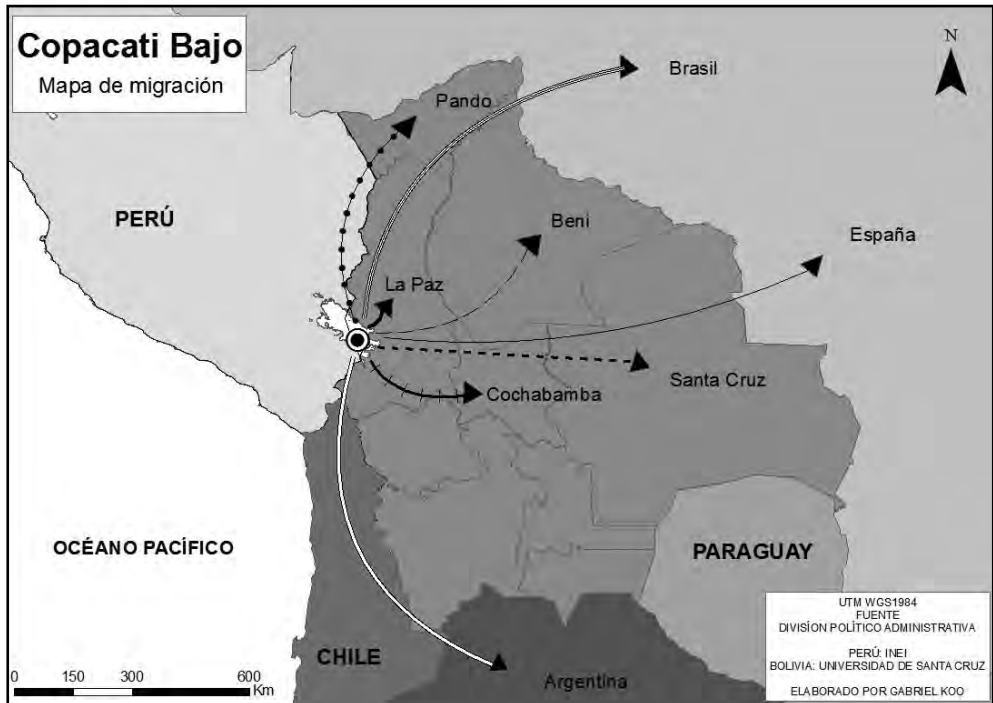 Copacati Bajo
Mapa de migración
N
Brasil
Pando
PERÚ
Beni
España
La Paz
Santa Cruz
Cochabamba
OCÉANO PACÍFICO
PARAGUAY
CHILE
Argentina
0 150 300 600
Km
UTM WGS1984
FUENTE
DIVISÍON POLÍTICO ADMINISTRATIVA
PERÚ: INEI
BOLIVIA: UNIVERSIDAD DE SANTA CRUZ
ELABORADO POR GABRIEL KOO